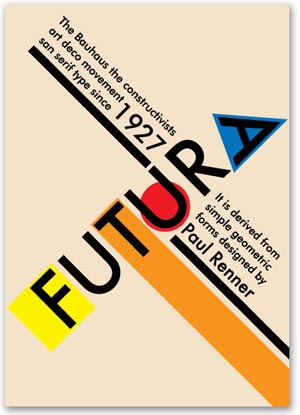 The Bauhaus the constructivists
art deco movement
san serif type since
1927
FUTURA
It is derived from
simple geometric
forms designed by
Paul Renner